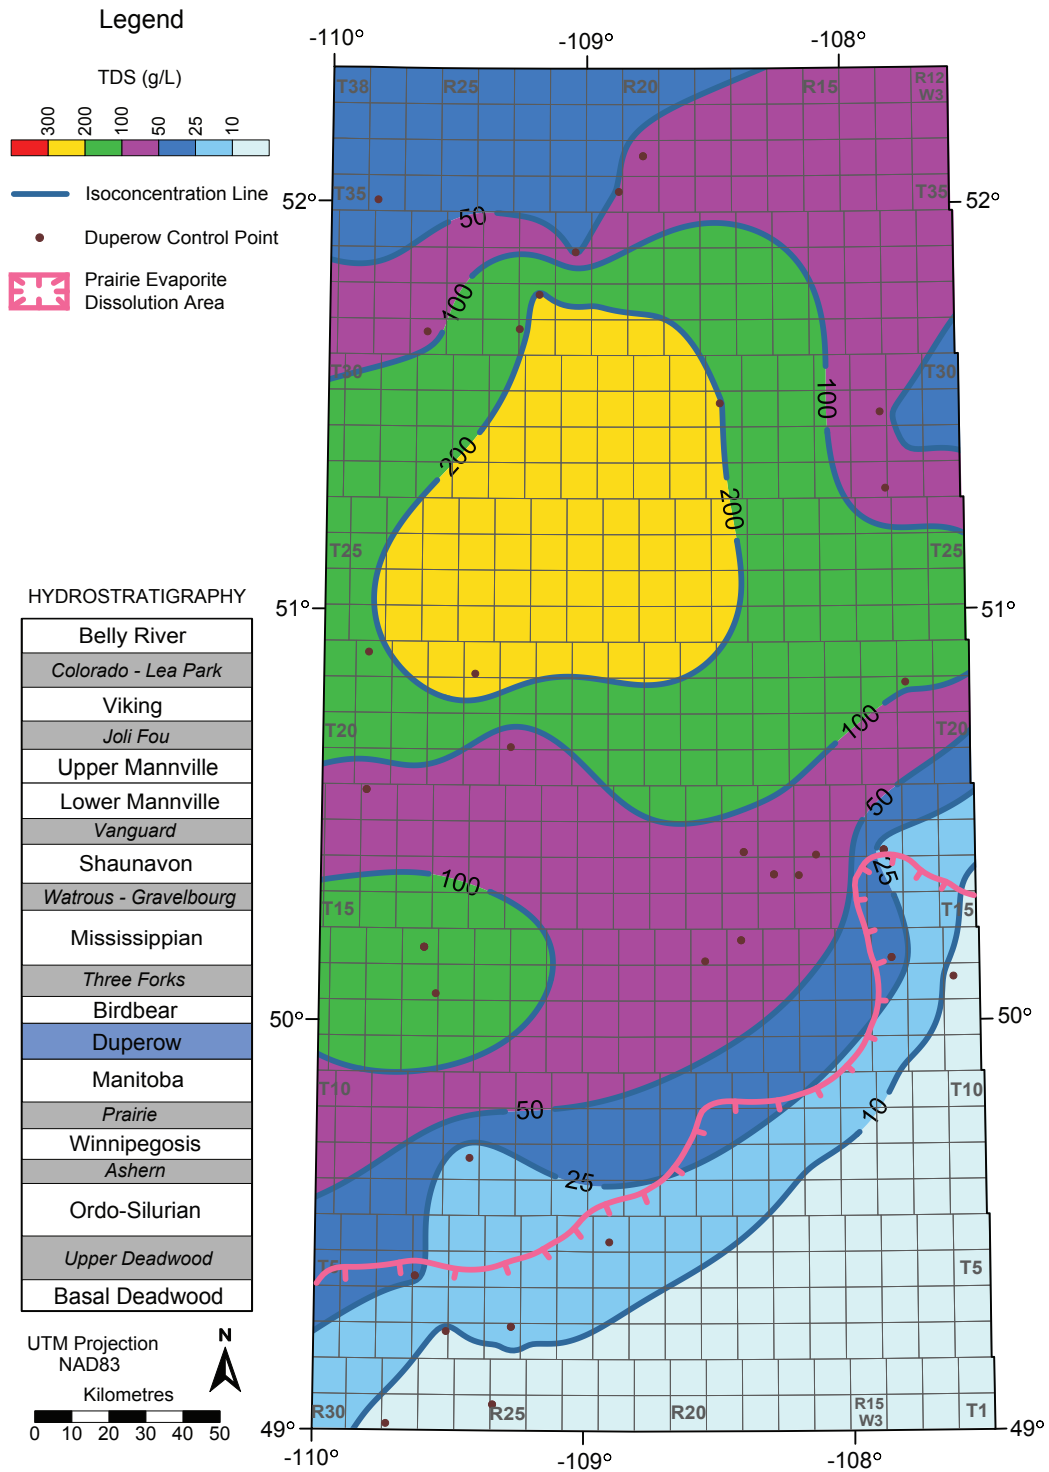 Legend
TDS (g/L)
300 200 100 50 25 10
Isoconcentration Line
Duperow Control Point
Prairie Evaporite
Dissolution Area
HYDROSTRATIGRAPHY
Belly River
Colorado - Lea Park
Viking
Joli Fou
Upper Mannville
Lower Mannville
Vanguard
Shaunavon
Watrous - Gravelbourg
Mississippian
Three Forks
Birdbear
Duperow
Manitoba
Prairie
Winnipegosis
Ashern
Ordo-Silurian
Upper Deadwood
Basal Deadwood
UTM Projection
NAD83
N
Kilometres
0 10 20 30 40 50
-110° -109° -108°
T38 R25 R20 R15 R12
W3
52° T35 T35 52°
50
100
T30 T30
100
200
200
T25 T25
51° 51°
T20 100 T20
50
100 25
T15 T15
50° 50°
T10 T10
50 10
25
T5 T5
R30 R25 R20 R15 T1
W3
49° 49°
-110° -109° -108°